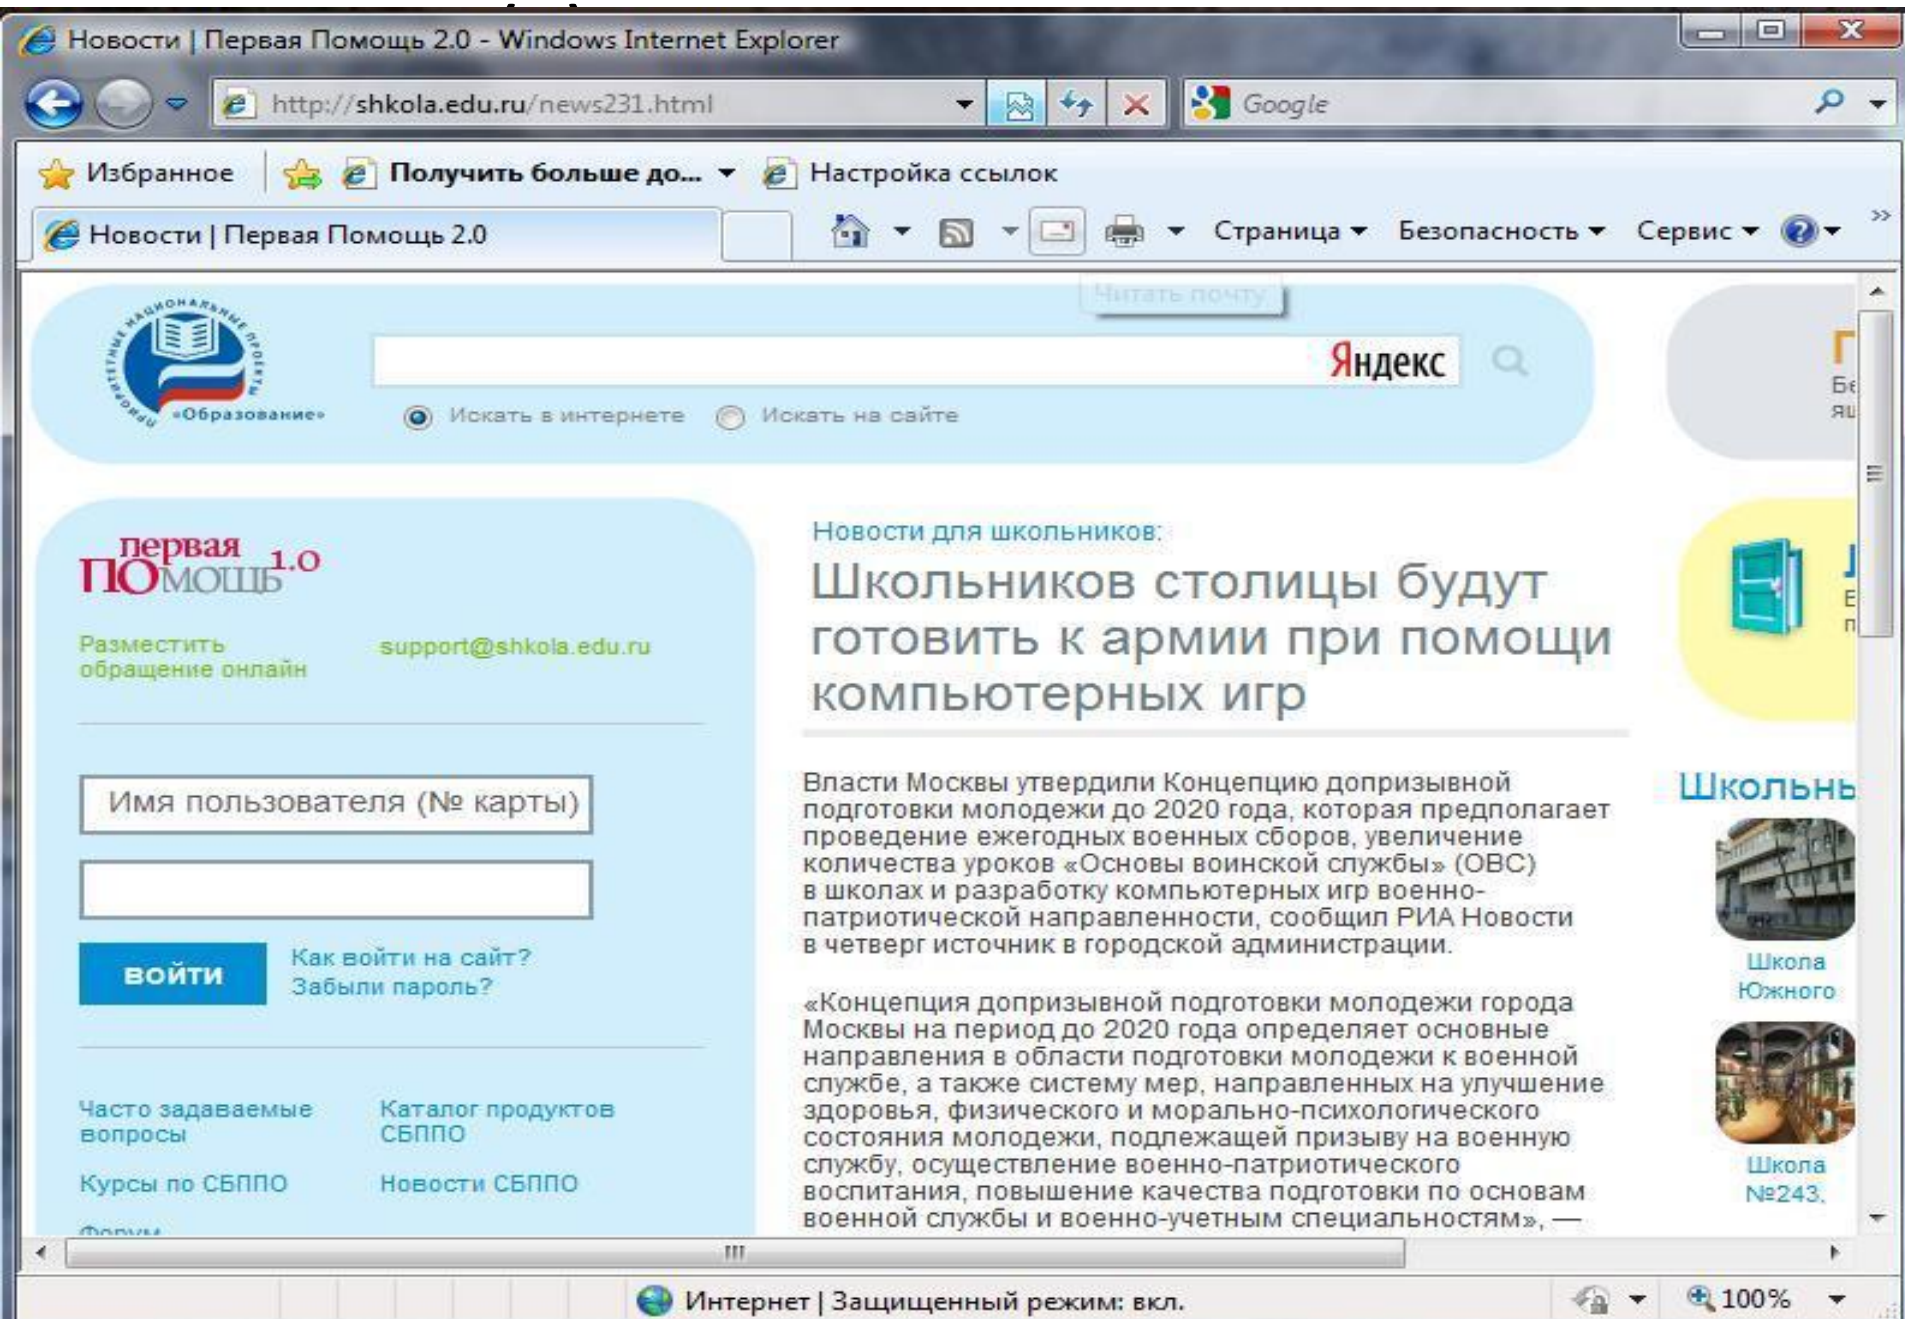 Новости | Первая Помощь 2.0 - Windows Internet Explorer
http://shkola.edu.ru/news231.html
Google
Избранное
Получить больше до...
Настройка ссылок
Новости | Первая Помощь 2.0
Страница
Безопасность
Сервис
Читать почту
ПРИОРИТЕТНЫЕ НАЦИОНАЛЬНЫЕ ПРОЕКТЫ
«Образование»
Яндекс
Искать в интернете
Искать на сайте
первая
ПОмощь 1.0
Разместить
обращение онлайн
support@shkola.edu.ru
Имя пользователя (№ карты)
ВОЙТИ
Как войти на сайт?
Забыли пароль?
Часто задаваемые
вопросы
Каталог продуктов
СБППО
Курсы по СБППО
Новости СБППО
Форум
Новости для школьников:
Школьников столицы будут
готовить к армии при помощи
компьютерных игр
Власти Москвы утвердили Концепцию допризывной
подготовки молодежи до 2020 года, которая предполагает
проведение ежегодных военных сборов, увеличение
количества уроков «Основы воинской службы» (ОВС)
в школах и разработку компьютерных игр военно-
патриотической направленности, сообщил РИА Новости
в четверг источник в городской администрации.
«Концепция допризывной подготовки молодежи города
Москвы на период до 2020 года определяет основные
направления в области подготовки молодежи к военной
службе, а также систему мер, направленных на улучшение
здоровья, физического и морально-психологического
состояния молодежи, подлежащей призыву на военную
службу, осуществление военно-патриотического
воспитания, повышение качества подготовки по основам
военной службы и военно-учетным специальностям», —
Школьны
Школа
Южного
Школа
№243,
Интернет | Защищенный режим: вкл.
100%